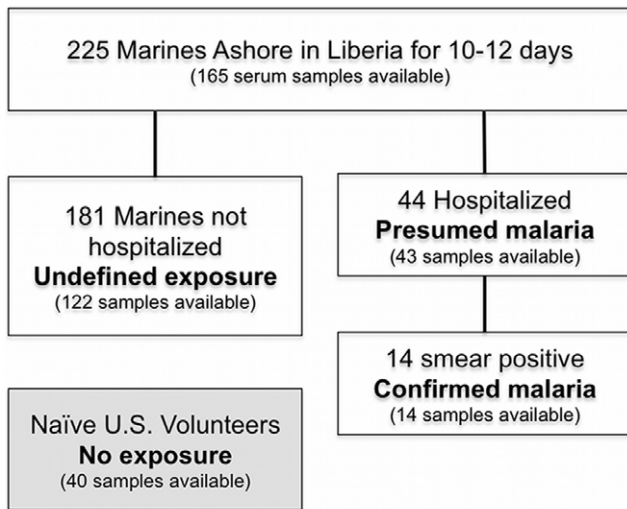 225 Marines Ashore in Liberia for 10-12 days
(165 serum samples available)
181 Marines not
hospitalized
Undefined exposure
(122 samples available)
44 Hospitalized
Presumed malaria
(43 samples available)
14 smear positive
Confirmed malaria
(14 samples available)
Naïve U.S. Volunteers
No exposure
(40 samples available)